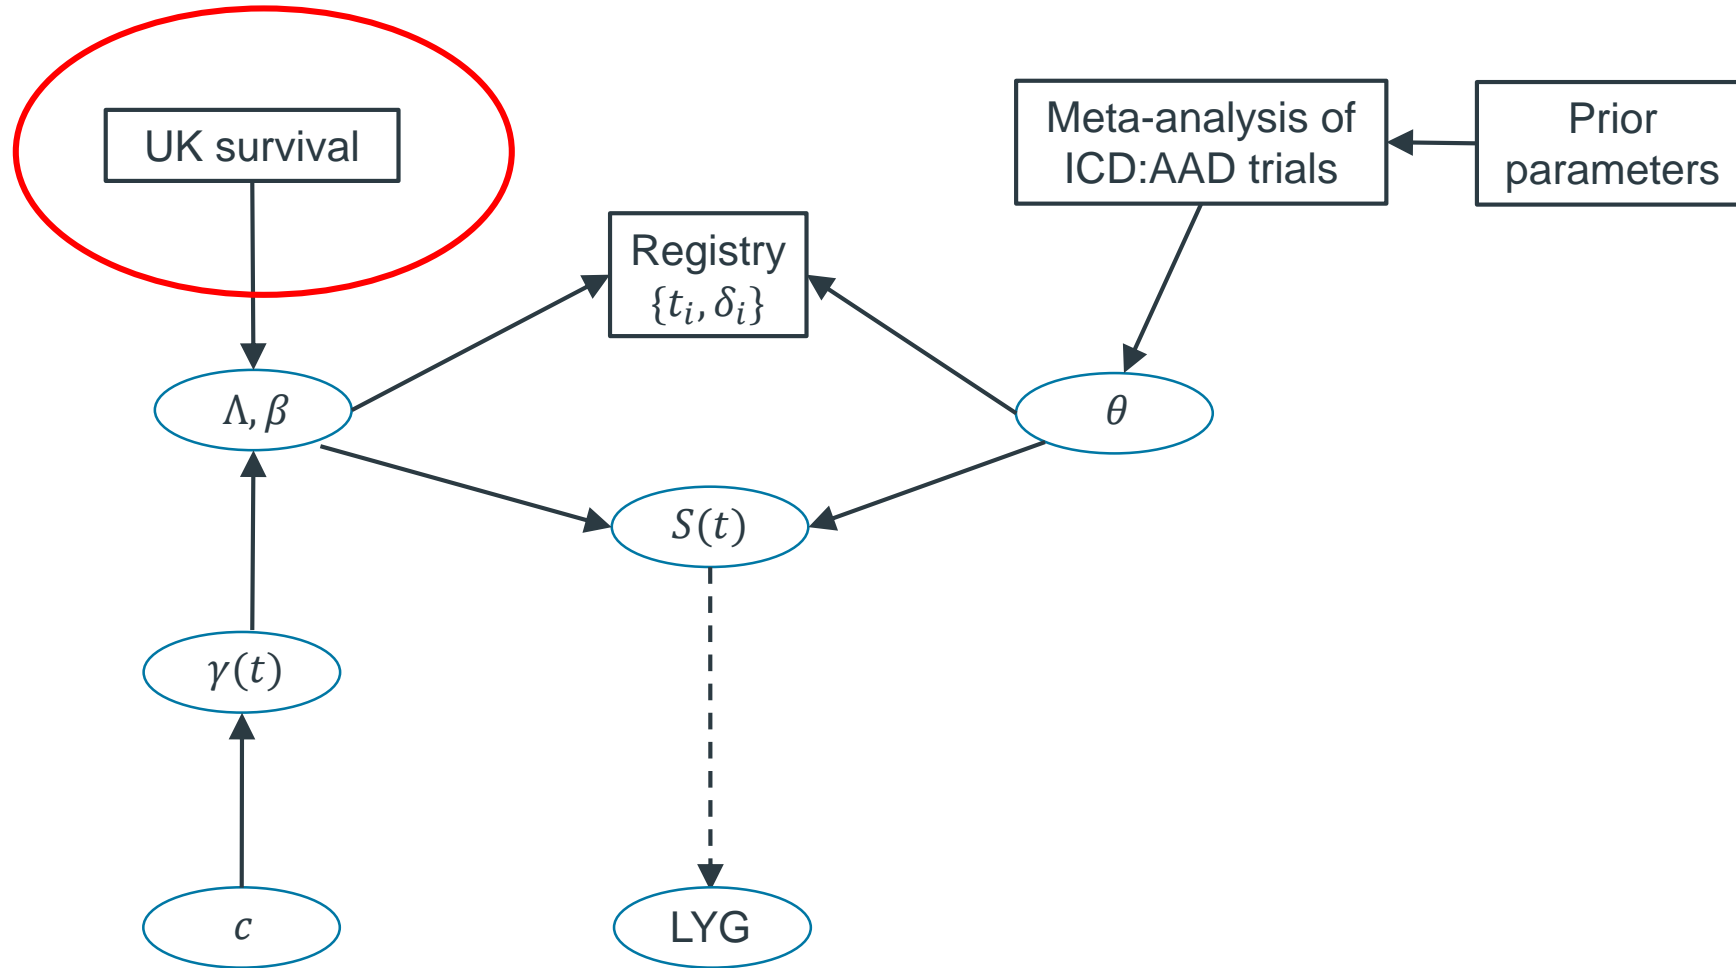 UK survival
Meta-analysis of
ICD:AAD trials
Prior
parameters
Registry
{t_i, δ_i}
Λ, β
θ
S(t)
γ(t)
c
LYG